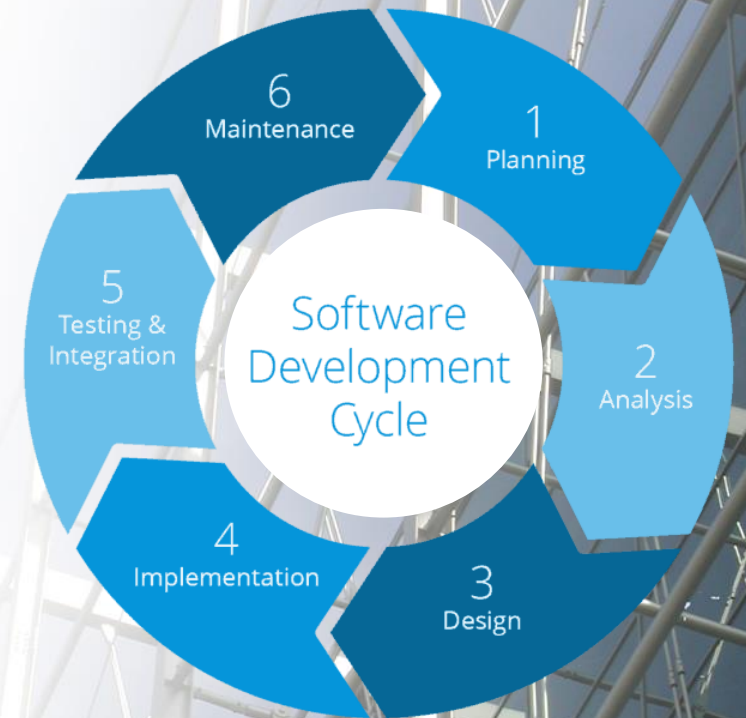 Software
Development
Cycle
1
Planning
2
Analysis
3
Design
4
Implementation
5
Testing &
Integration
6
Maintenance